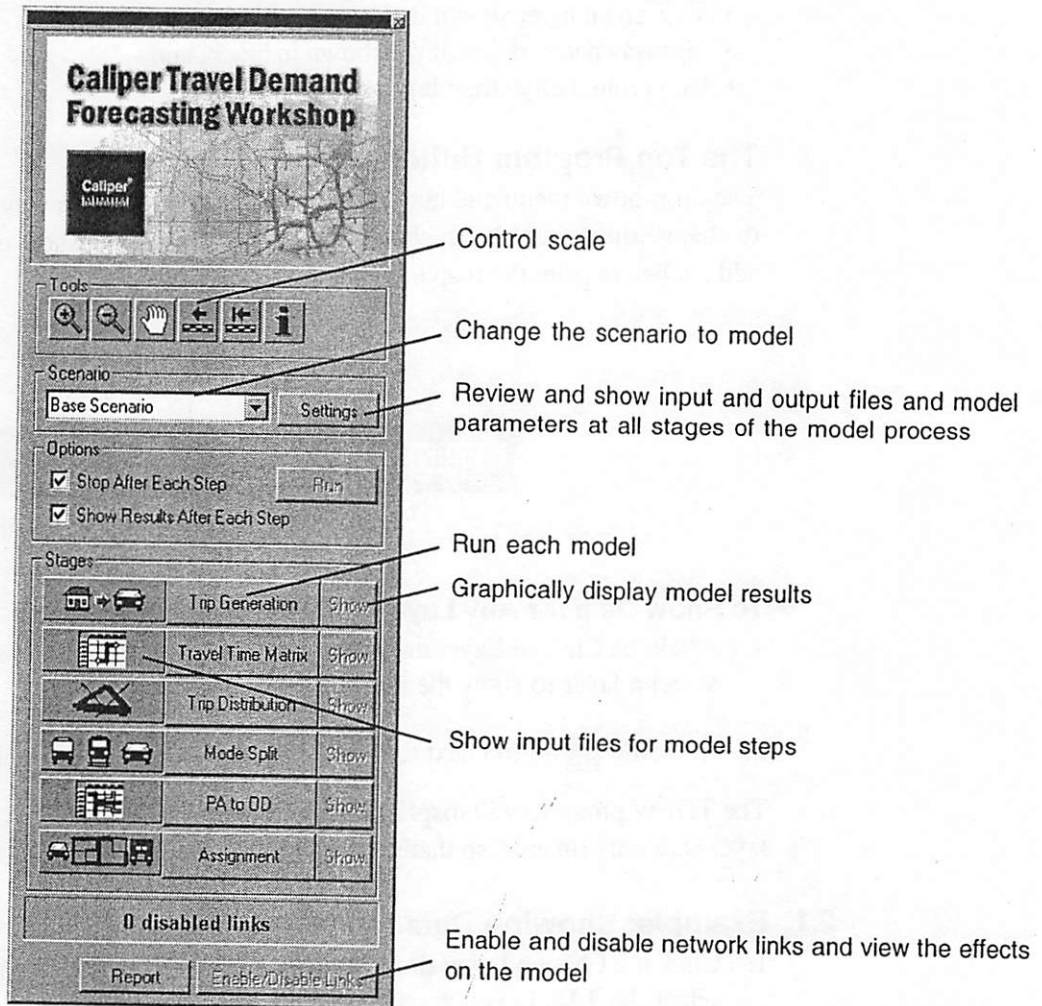 Caliper Travel Demand
Forecasting Workshop
Caliper
Control scale
Tools
Change the scenario to model
Scenario
Base Scenario
Settings
Review and show input and output files and model
parameters at all stages of the model process
Options
Stop After Each Step
Run
Show Results After Each Step
Run each model
Stages
Graphically display model results
Trip Generation
Show
Travel Time Matrix
Show
Trip Distribution
Show
Show input files for model steps
Mode Split
Show
PA to OD
Show
Assignment
Show
0 disabled links
Enable and disable network links and view the effects
on the model
Report
Enable/Disable Links